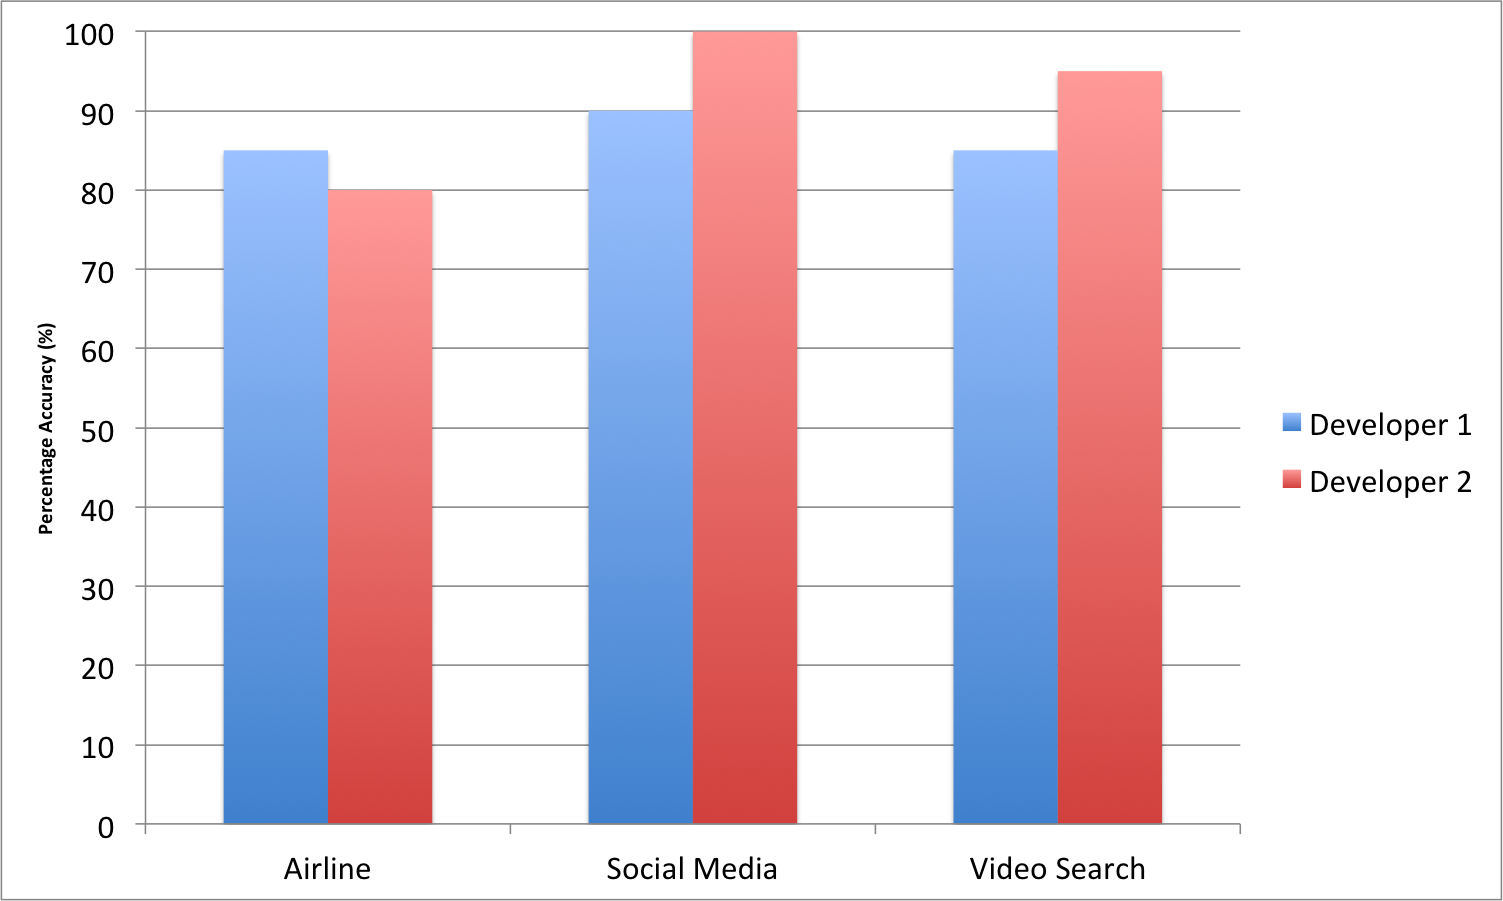 Percentage Accuracy (%)
100
90
80
70
60
50
40
30
20
10
0
Airline
Social Media
Video Search
Developer 1
Developer 2